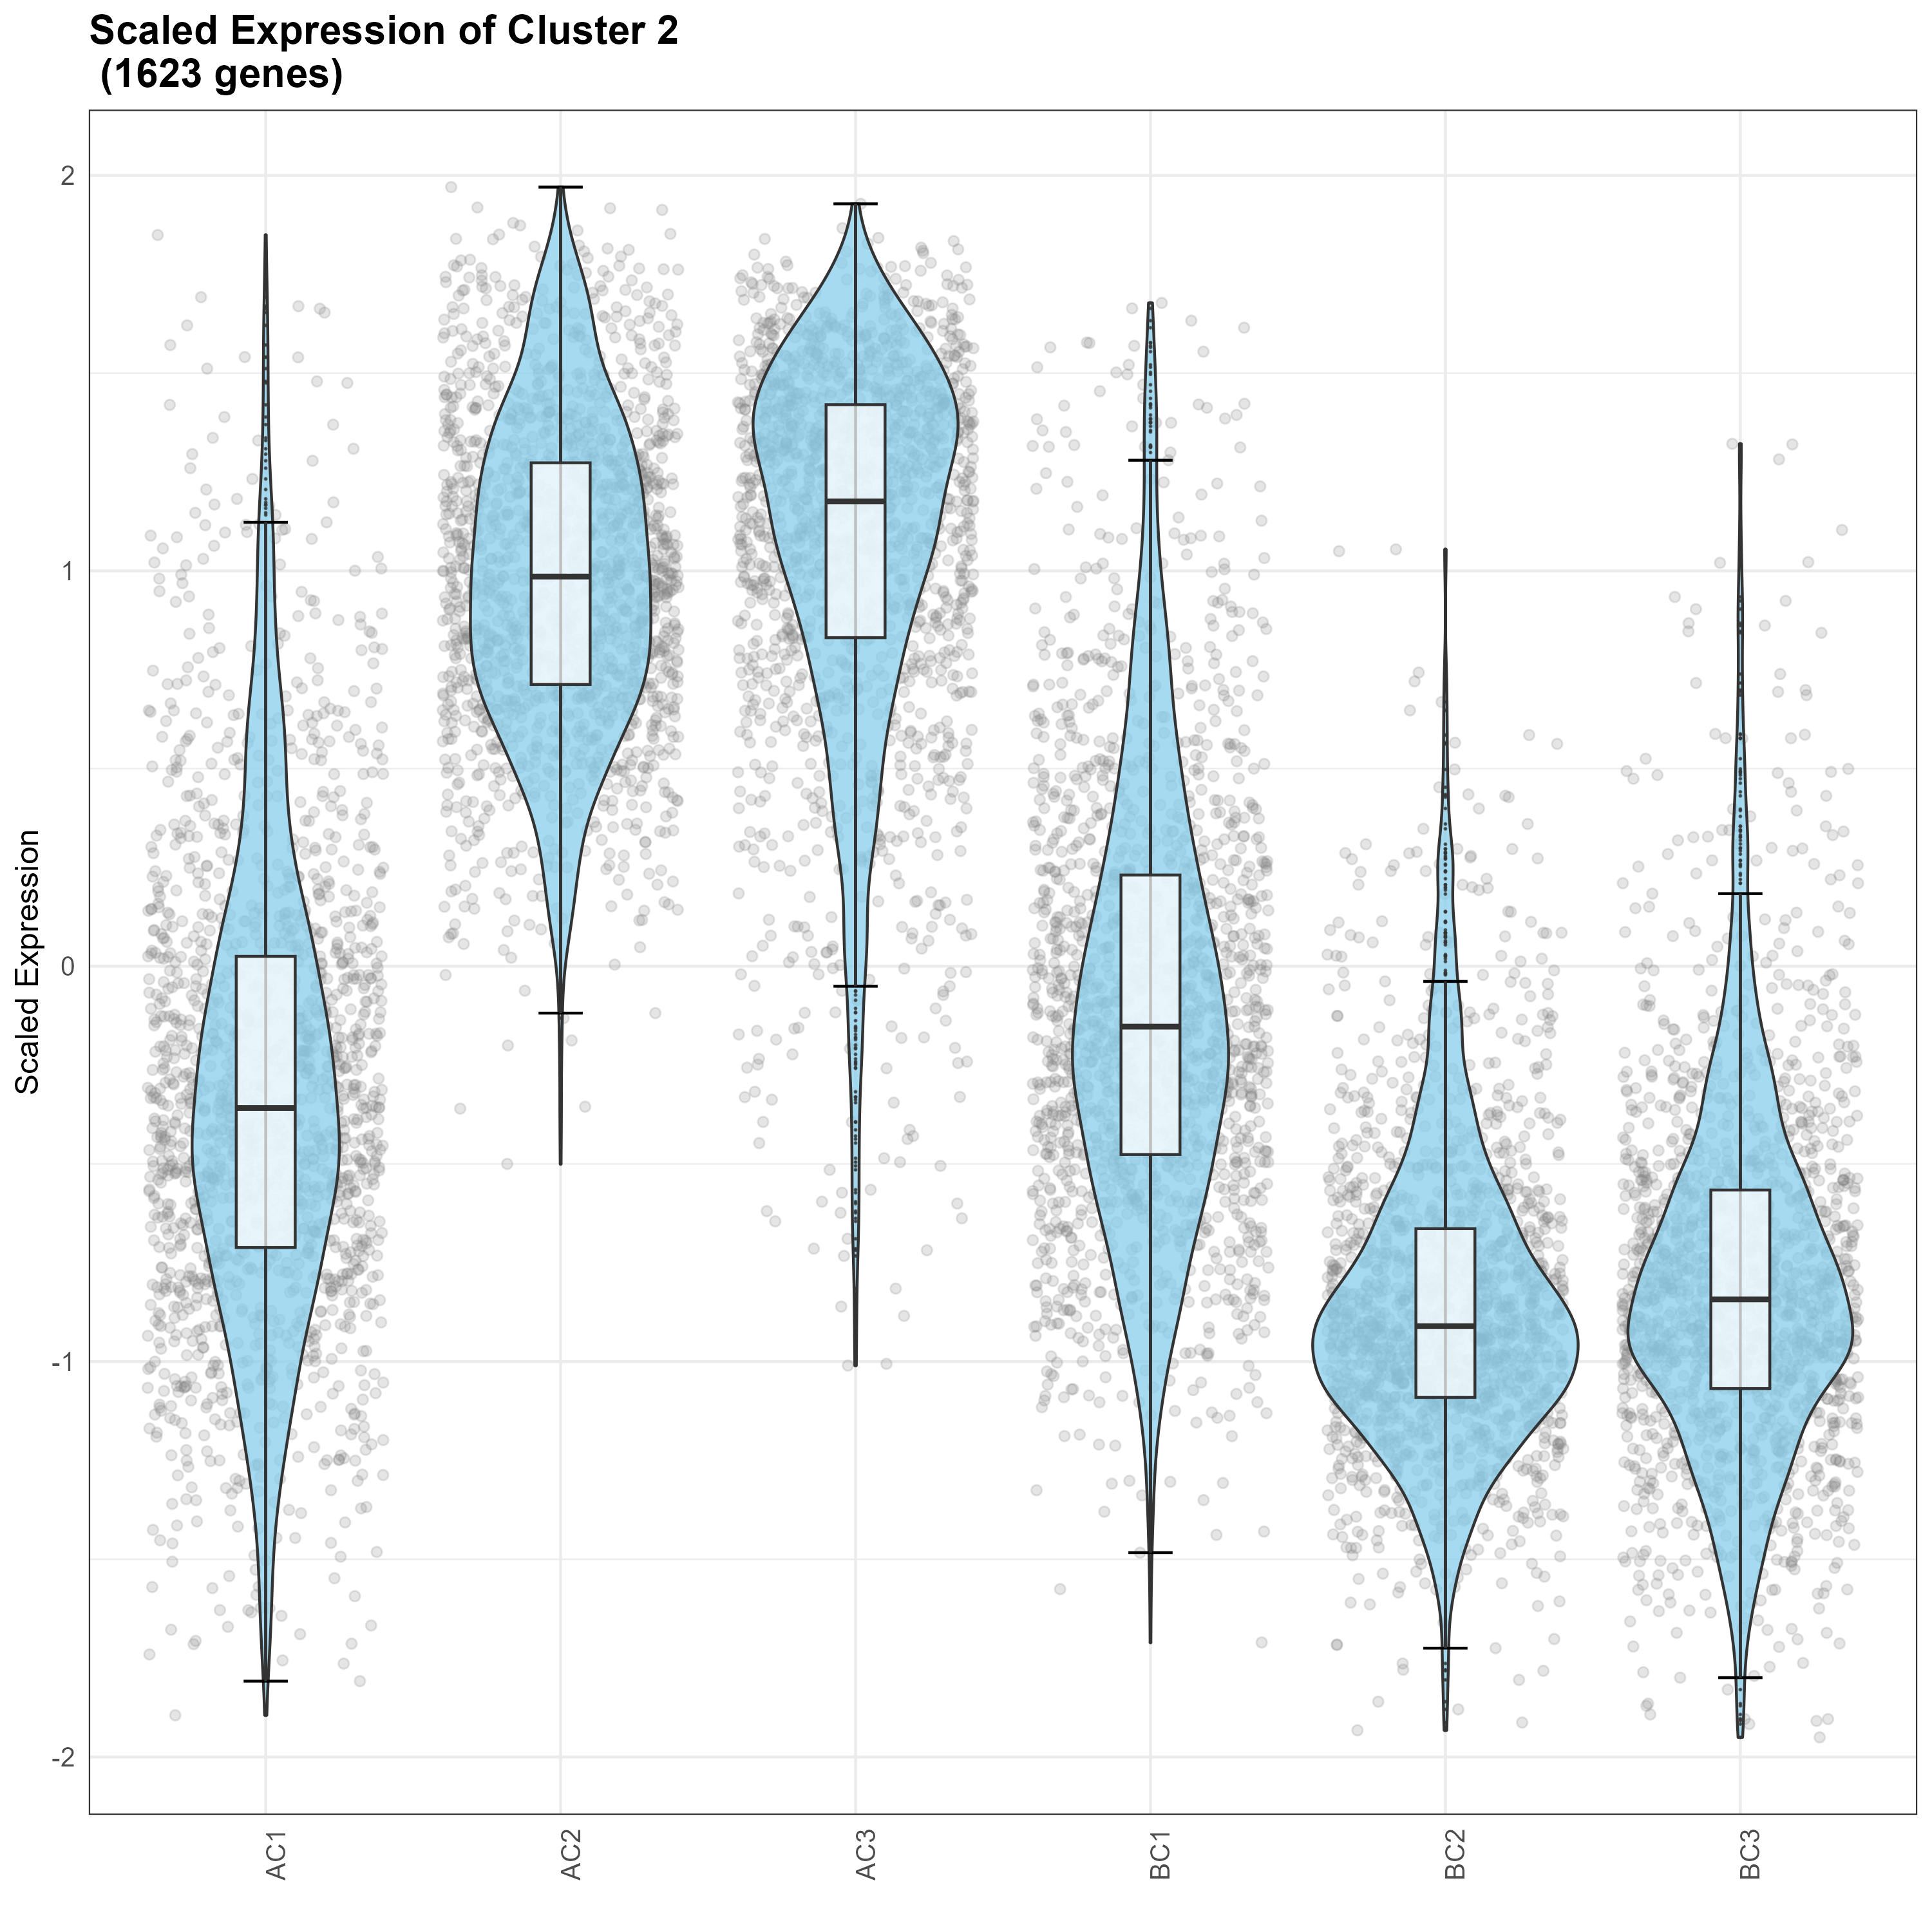 Scaled Expression of Cluster 2
(1623 genes)
Scaled Expression
2
1
0
-1
-2
AC1
AC2
AC3
BC1
BC2
BC3